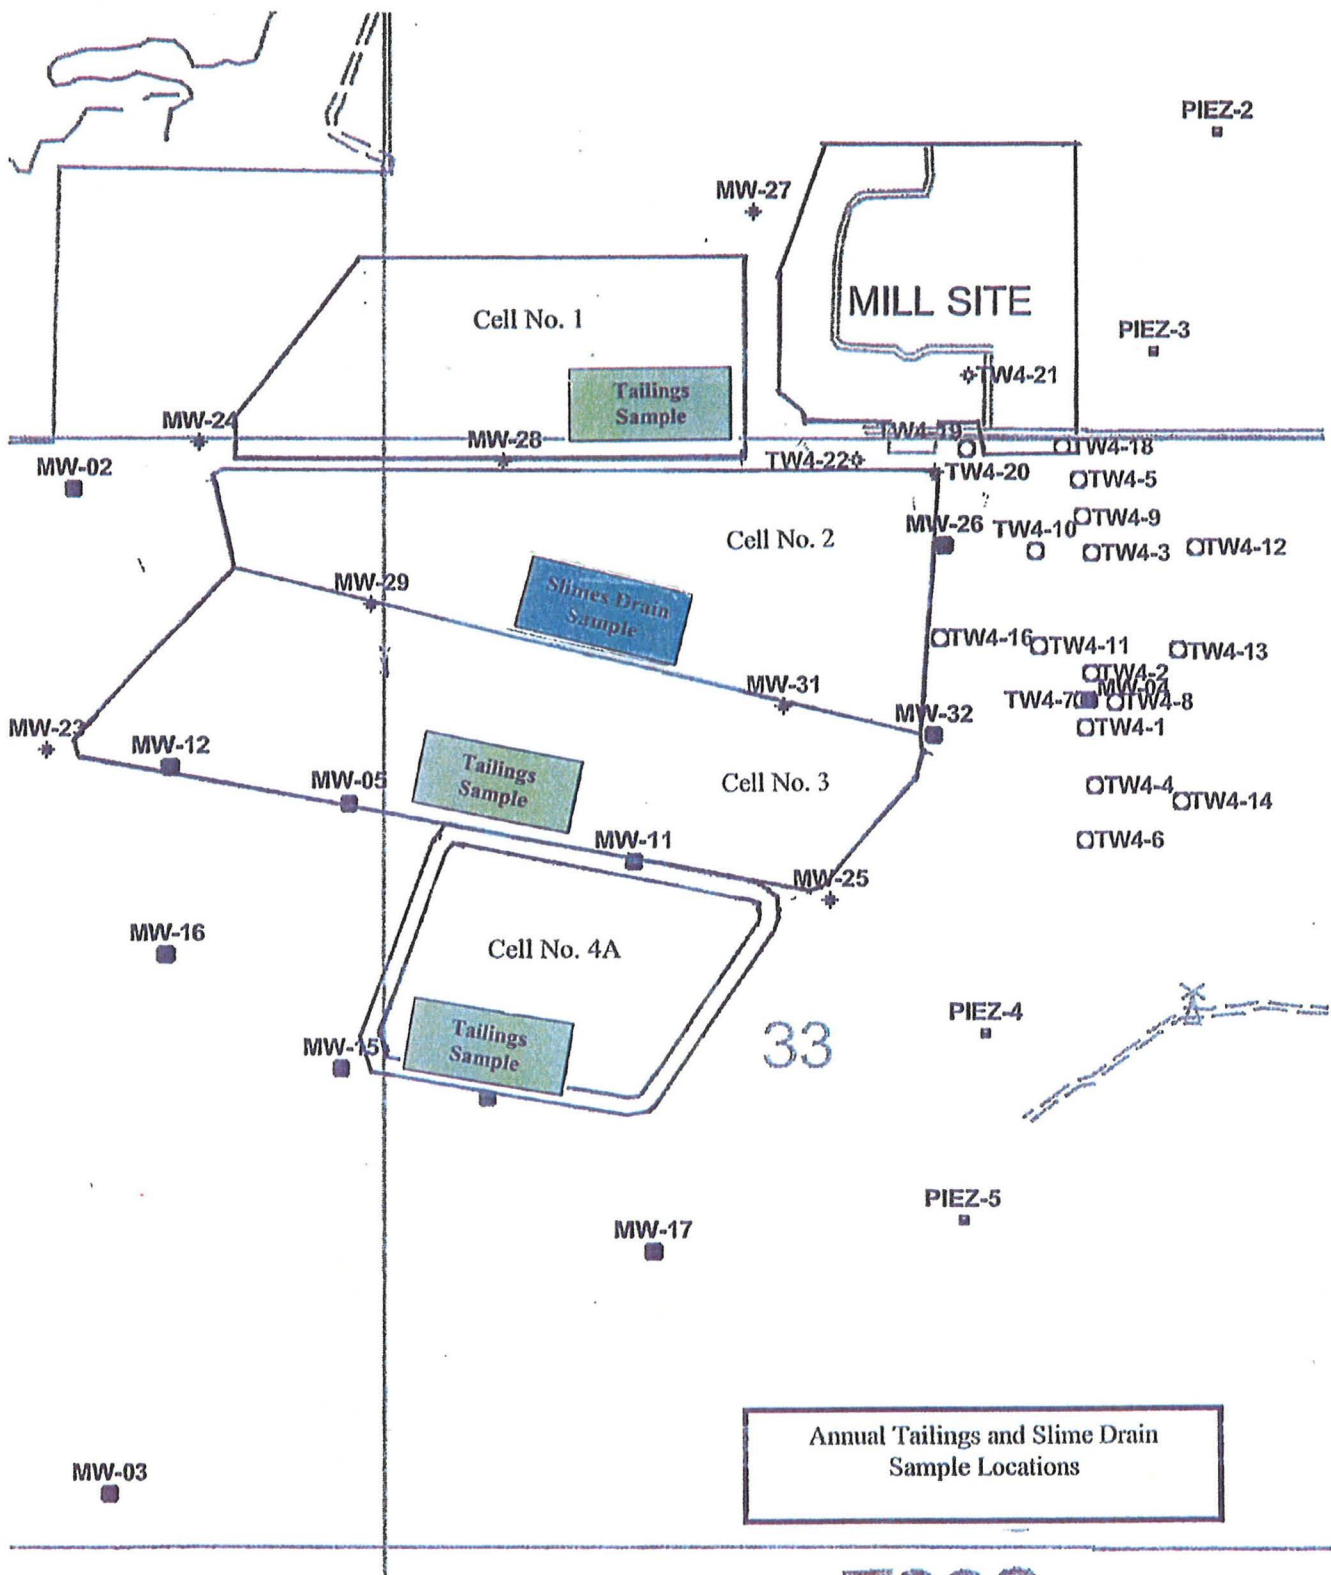 PIEZ-2
MW-27
MILL SITE
Cell No. 1
PIEZ-3
TW4-21
Tailings
Sample
MW-24
MW-28
TW4-19
TW4-18
MW-02
TW4-22
TW4-20
TW4-5
TW4-9
MW-26
TW4-10
Cell No. 2
TW4-3
TW4-12
MW-29
Slimes Drain
Sample
TW4-16
TW4-11
TW4-13
TW4-2
MW-31
MW-04
TW4-7
TW4-8
MW-32
TW4-1
MW-23
MW-12
Tailings
Sample
Cell No. 3
MW-05
TW4-4
TW4-14
MW-11
TW4-6
MW-25
MW-16
Cell No. 4A
PIEZ-4
Tailings
Sample
33
MW-15
PIEZ-5
MW-17
Annual Tailings and Slime Drain
Sample Locations
MW-03